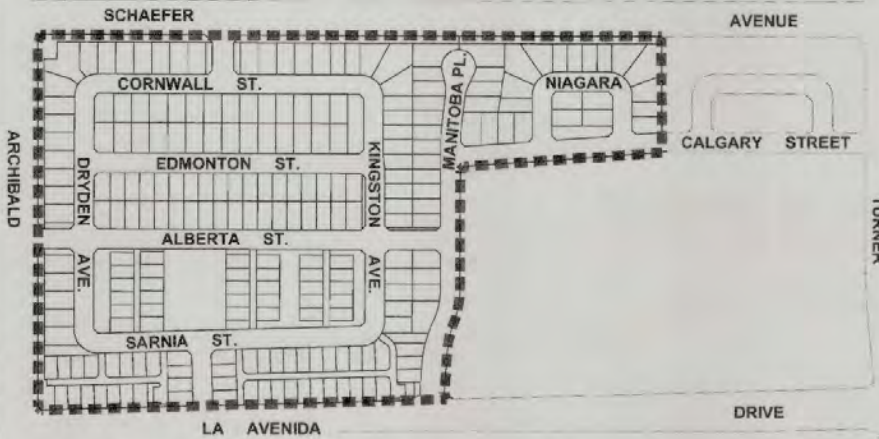 SCHAEFER AVENUE
CORNWALL ST.
MANITOBA PL.
NIAGARA
ARCHIBALD
DRYDEN AVE.
EDMONTON ST.
KINGSTON AVE.
CALGARY STREET
TURNER
ALBERTA ST.
SARNIA ST.
LA AVENIDA DRIVE